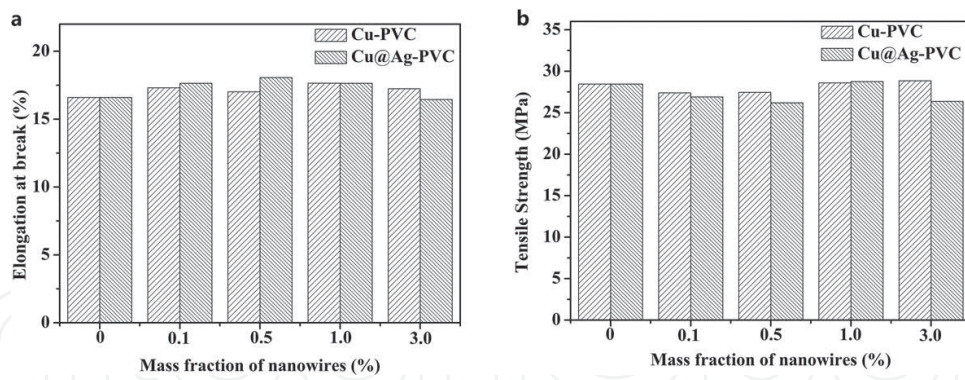 a
Cu-PVC
Cu@Ag-PVC
Elongation at break (%)
20
15
10
5
0
0 0.1 0.5 1.0 3.0
Mass fraction of nanowires (%)
b
Cu-PVC
Cu@Ag-PVC
Tensile Strength (MPa)
35
30
25
20
15
10
5
0
0 0.1 0.5 1.0 3.0
Mass fraction of nanowires (%)